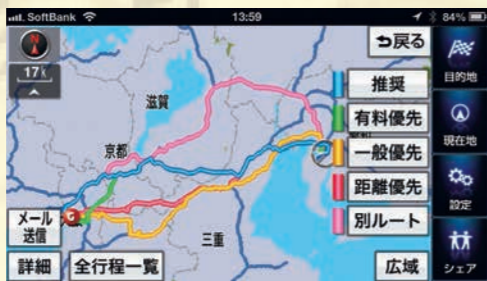 SoftBank 13:59 84%
N
17k
戻る
目的地
推奨
滋賀
有料優先
現在地
京都
一般優先
距離優先
設定
G
別ルート
メール
送信
三重
詳細
全行程一覧
広域
シェア